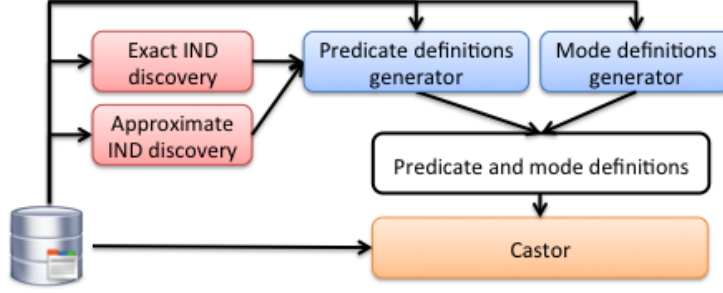 Exact IND
discovery
Predicate definitions
generator
Mode definitions
generator
Approximate
IND discovery
Predicate and mode definitions
Castor